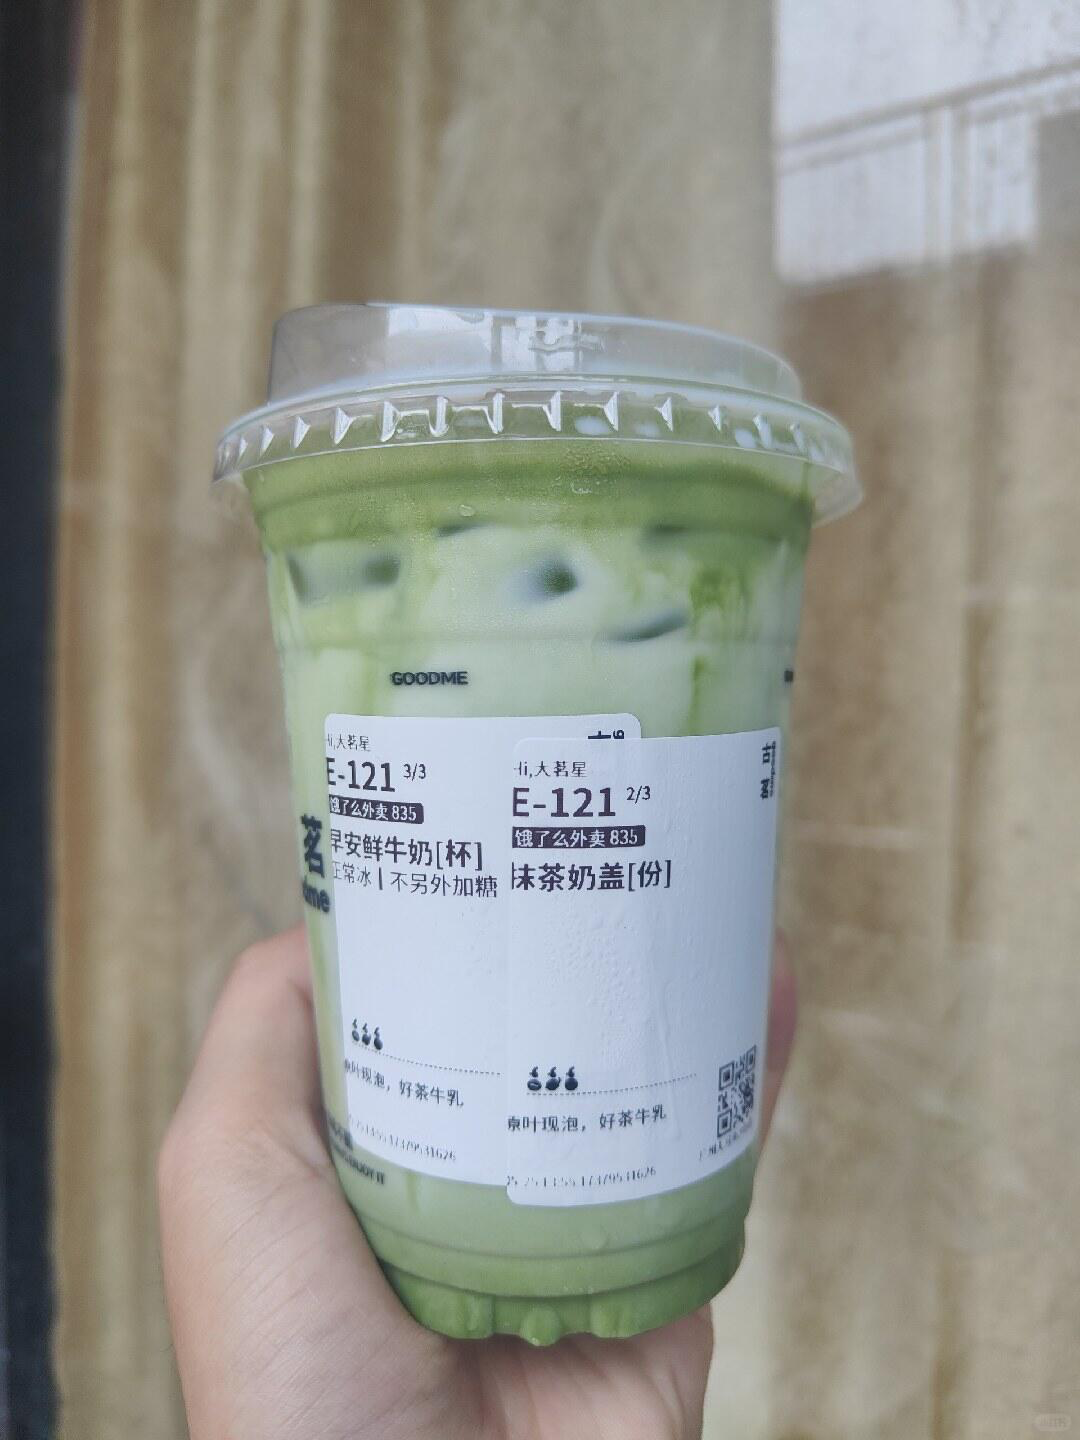 GOODME
茗
Hi,大茗星
E-121 3/3
饿了么外卖 835
早安鲜牛奶[杯]
正常冰 | 不另外加糖
原叶现泡，好茶牛乳
Hi,大茗星
E-121 2/3
古茗
饿了么外卖 835
抹茶奶盖[份]
原叶现泡，好茶牛乳